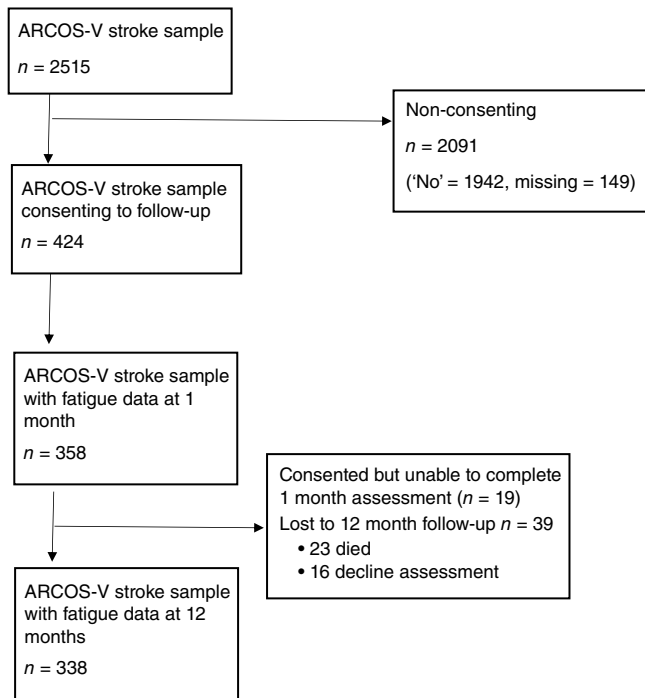 ARCOS-V stroke sample
n = 2515
Non-consenting
n = 2091
(‘No’ = 1942, missing = 149)
ARCOS-V stroke sample
consenting to follow-up
n = 424
ARCOS-V stroke sample
with fatigue data at 1
month
n = 358
Consented but unable to complete
1 month assessment (n = 19)
Lost to 12 month follow-up n = 39
• 23 died
• 16 decline assessment
ARCOS-V stroke sample
with fatigue data at 12
months
n = 338